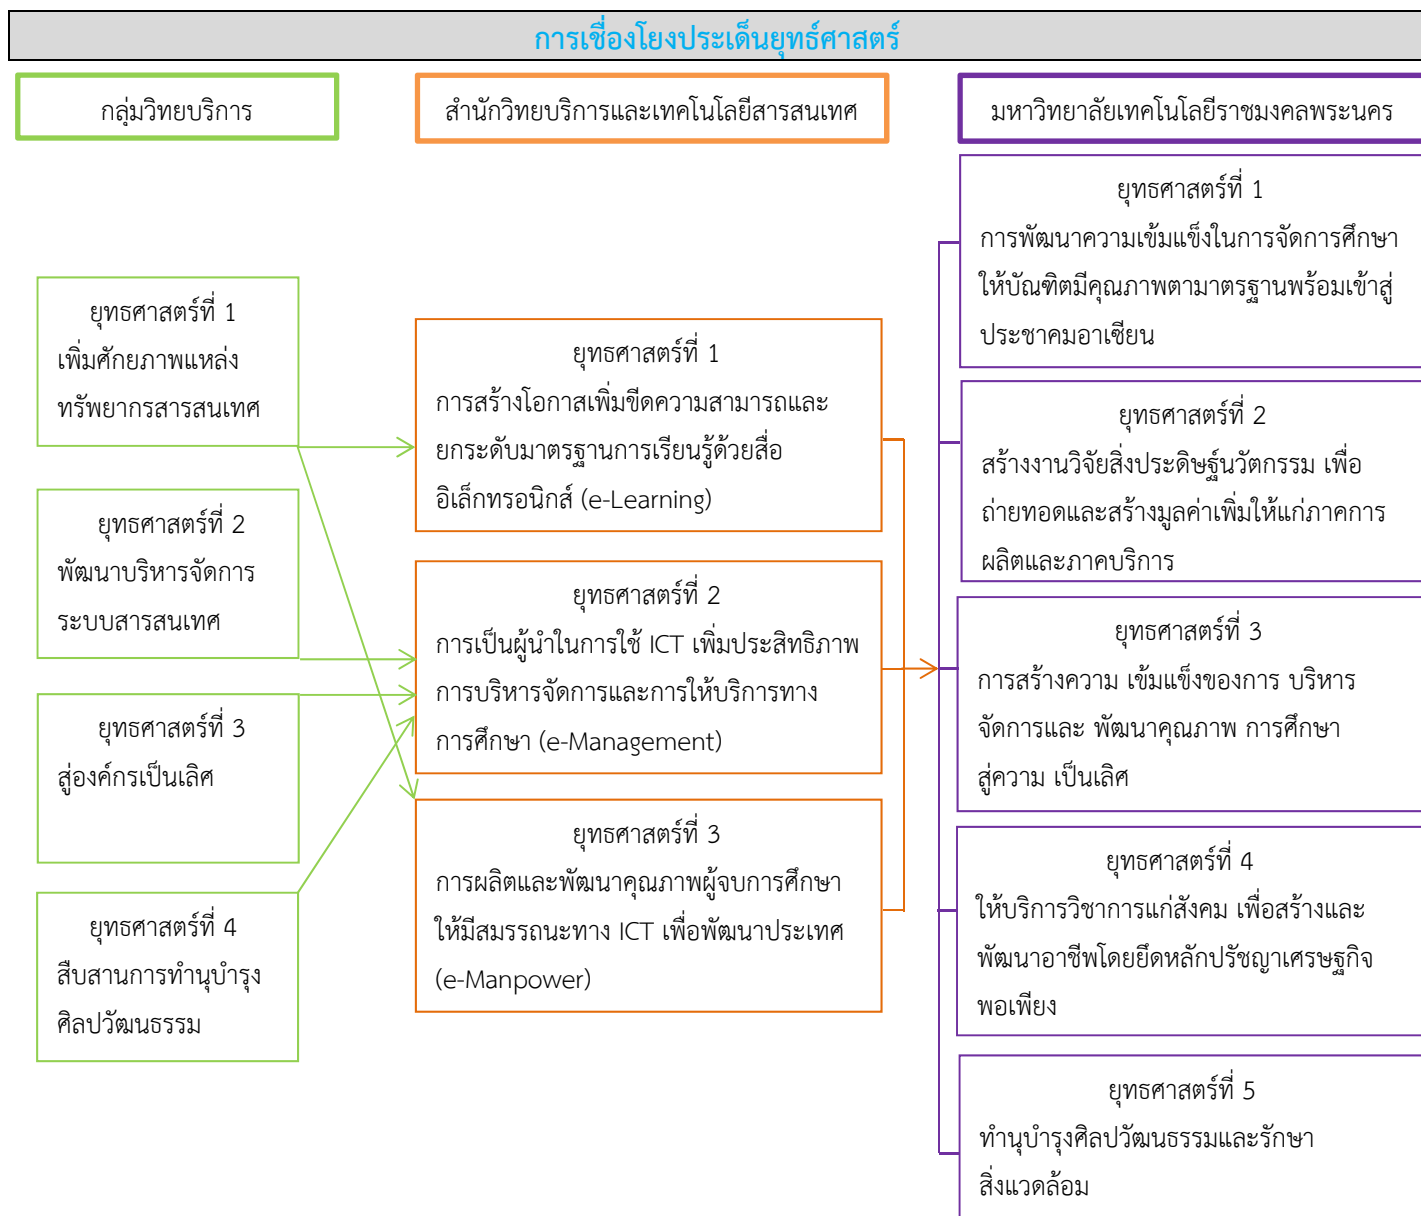 การเชื่องโยงประเด็นยุทธ์ศาสตร์
กลุ่มวิทยบริการ
สำนักวิทยบริการและเทคโนโลยีสารสนเทศ
มหาวิทยาลัยเทคโนโลยีราชมงคลพระนคร
ยุทธศาสตร์ที่ 1
เพิ่มศักยภาพแหล่ง
ทรัพยากรสารสนเทศ
ยุทธศาสตร์ที่ 2
พัฒนาบริหารจัดการ
ระบบสารสนเทศ
ยุทธศาสตร์ที่ 3
สู่องค์กรเป็นเลิศ
ยุทธศาสตร์ที่ 4
สืบสานการทำนุบำรุง
ศิลปวัฒนธรรม
ยุทธศาสตร์ที่ 1
การสร้างโอกาสเพิ่มขีดความสามารถและ
ยกระดับมาตรฐานการเรียนรู้ด้วยสื่อ
อิเล็กทรอนิกส์ (e-Learning)
ยุทธศาสตร์ที่ 2
การเป็นผู้นำในการใช้ ICT เพิ่มประสิทธิภาพ
การบริหารจัดการและการให้บริการทาง
การศึกษา (e-Management)
ยุทธศาสตร์ที่ 3
การผลิตและพัฒนาคุณภาพผู้จบการศึกษา
ให้มีสมรรถนะทาง ICT เพื่อพัฒนาประเทศ
(e-Manpower)
ยุทธศาสตร์ที่ 1
การพัฒนาความเข้มแข็งในการจัดการศึกษา
ให้บัณฑิตมีคุณภาพตามาตรฐานพร้อมเข้าสู่
ประชาคมอาเซียน
ยุทธศาสตร์ที่ 2
สร้างงานวิจัยสิ่งประดิษฐ์นวัตกรรม เพื่อ
ถ่ายทอดและสร้างมูลค่าเพิ่มให้แก่ภาคการ
ผลิตและภาคบริการ
ยุทธศาสตร์ที่ 3
การสร้างความ เข้มแข็งของการ บริหาร
จัดการและ พัฒนาคุณภาพ การศึกษา
สู่ความ เป็นเลิศ
ยุทธศาสตร์ที่ 4
ให้บริการวิชาการแก่สังคม เพื่อสร้างและ
พัฒนาอาชีพโดยยึดหลักปรัชญาเศรษฐกิจ
พอเพียง
ยุทธศาสตร์ที่ 5
ทำนุบำรุงศิลปวัฒนธรรมและรักษา
สิ่งแวดล้อม